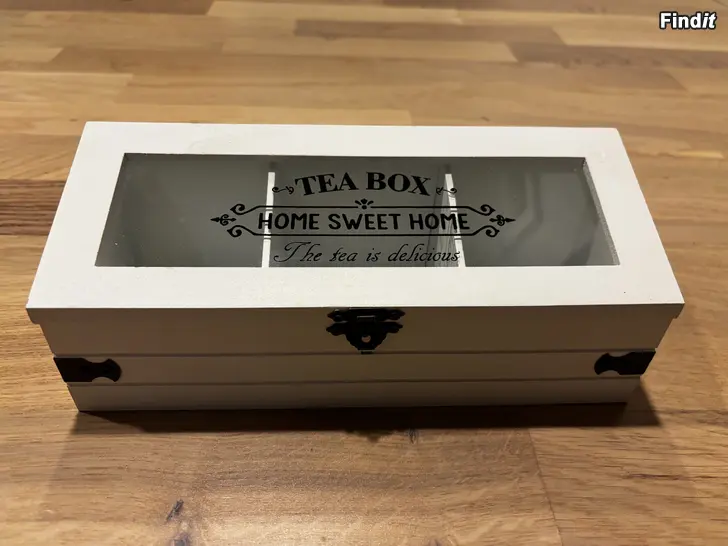 Findit
TEA BOX
HOME SWEET HOME
The tea is delicious